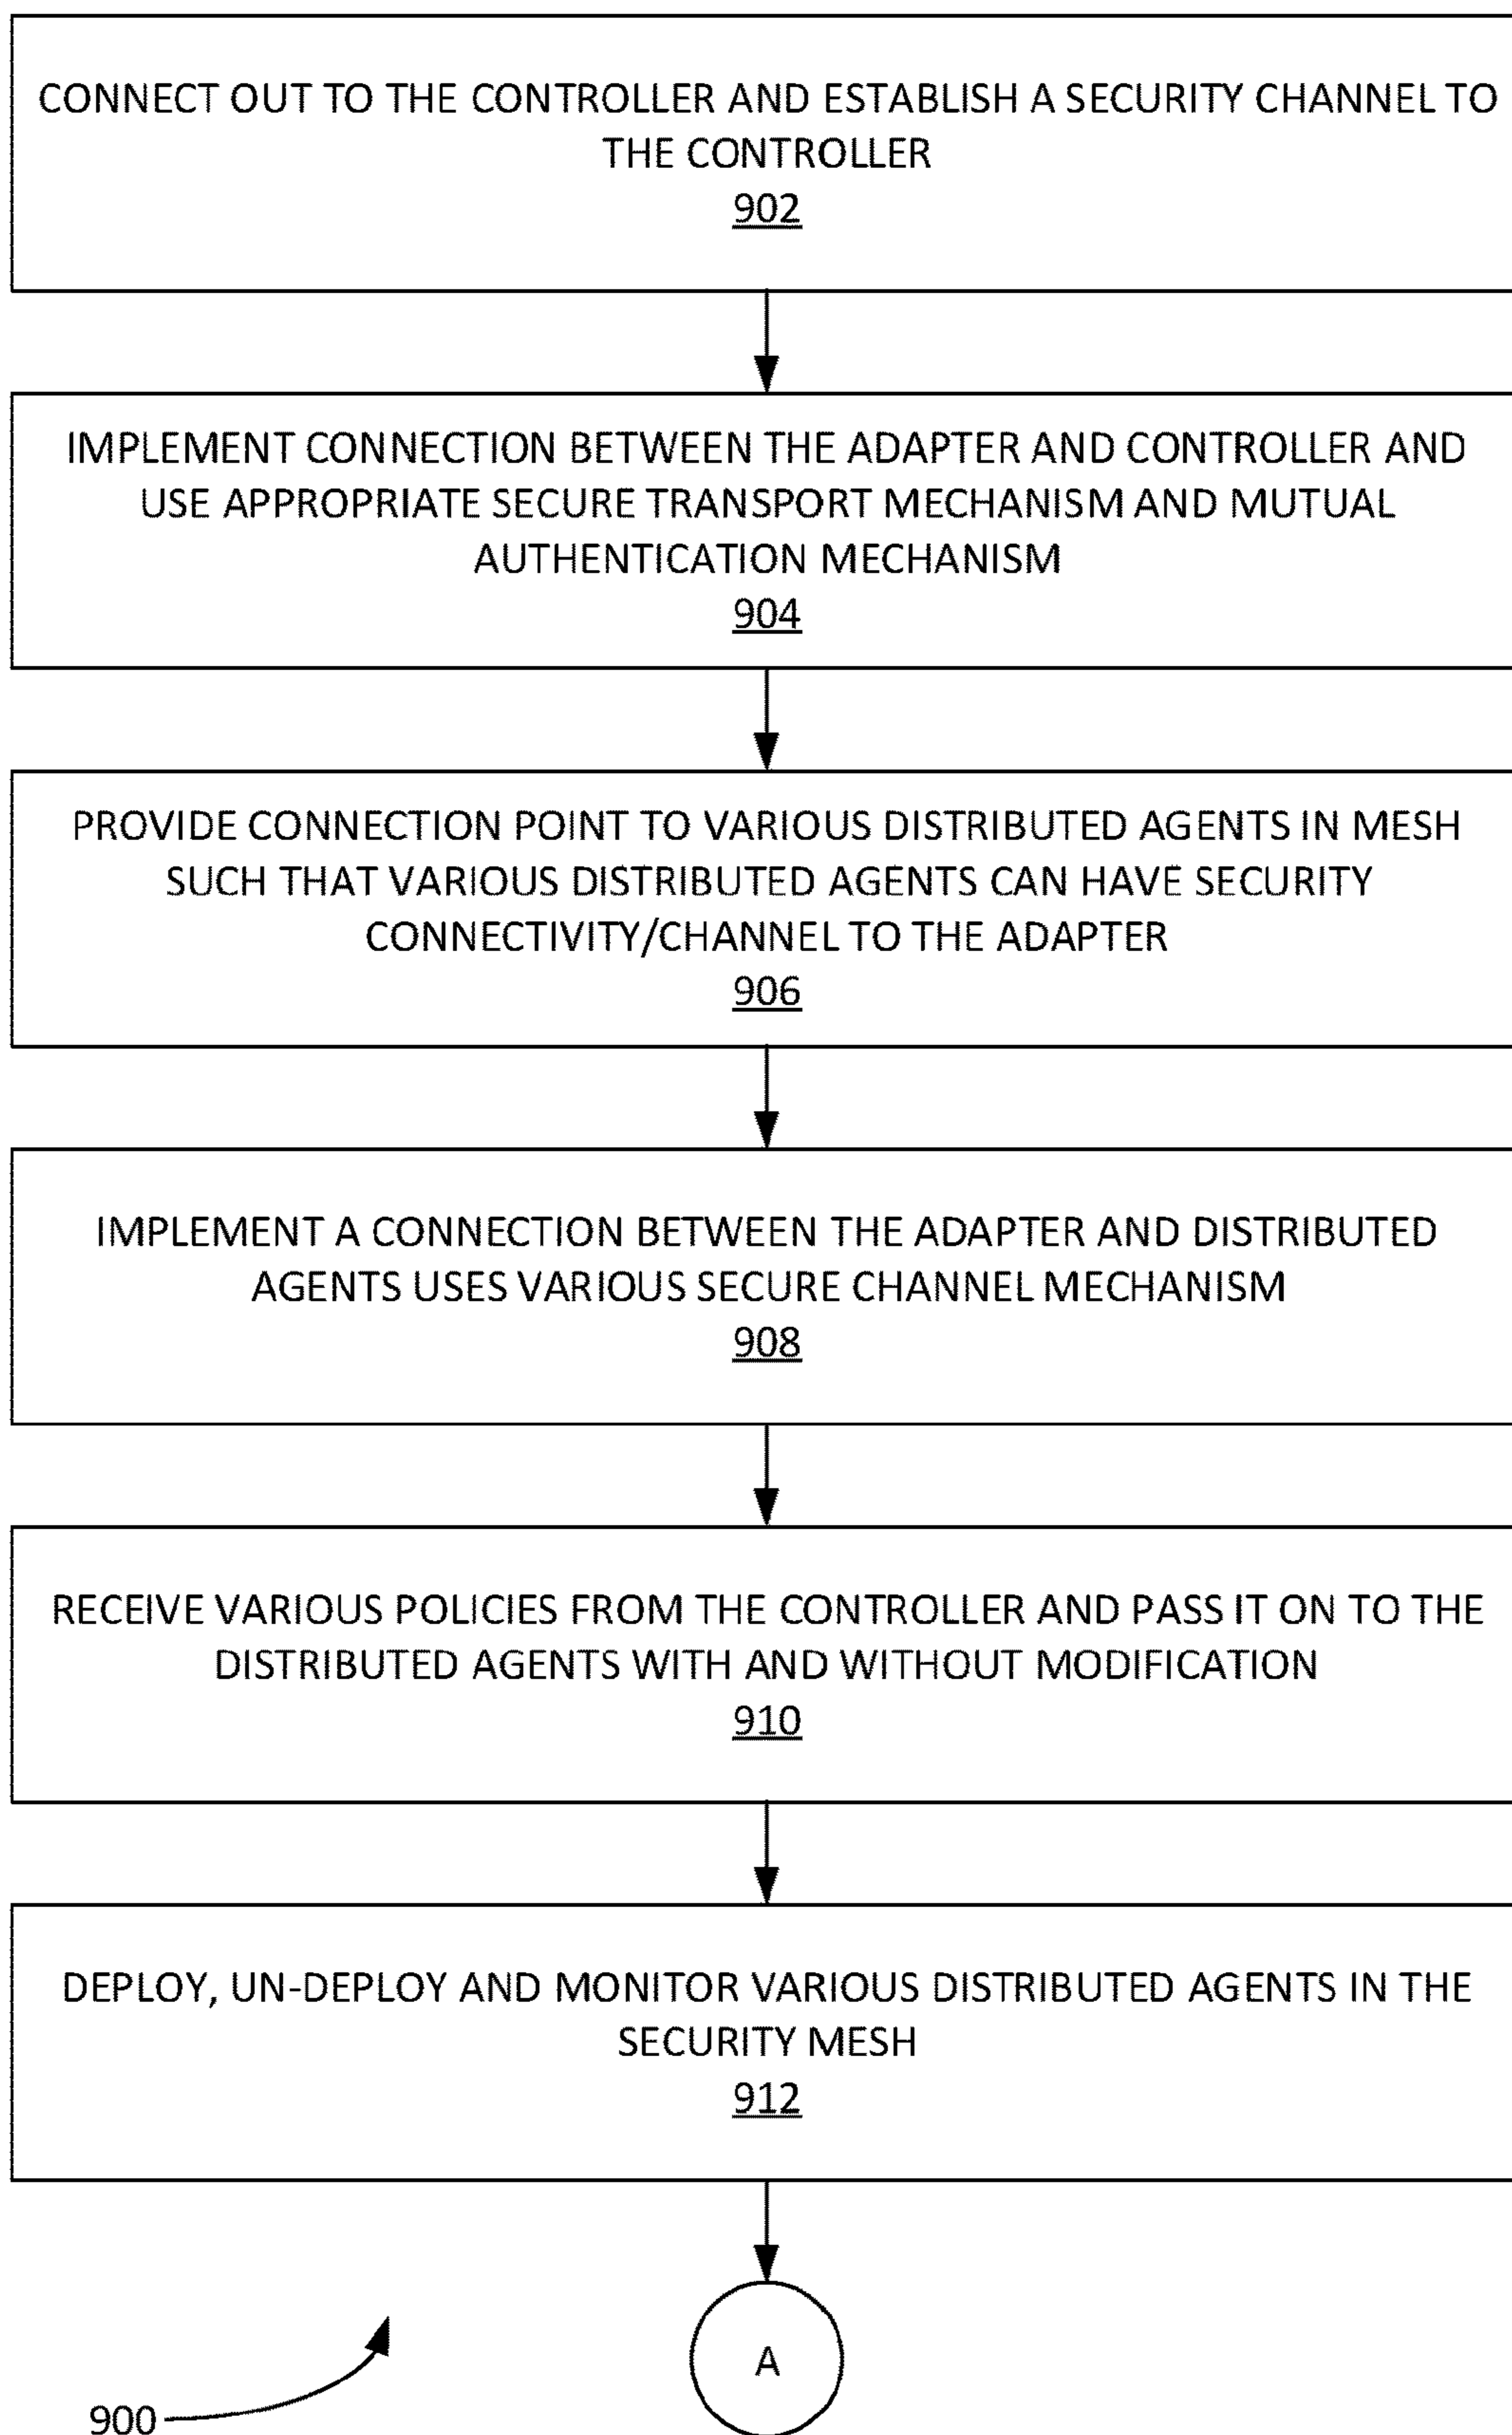 CONNECT OUT TO THE CONTROLLER AND ESTABLISH A SECURITY CHANNEL TO
THE CONTROLLER
902
IMPLEMENT CONNECTION BETWEEN THE ADAPTER AND CONTROLLER AND
USE APPROPRIATE SECURE TRANSPORT MECHANISM AND MUTUAL
AUTHENTICATION MECHANISM
904
PROVIDE CONNECTION POINT TO VARIOUS DISTRIBUTED AGENTS IN MESH
SUCH THAT VARIOUS DISTRIBUTED AGENTS CAN HAVE SECURITY
CONNECTIVITY/CHANNEL TO THE ADAPTER
906
IMPLEMENT A CONNECTION BETWEEN THE ADAPTER AND DISTRIBUTED
AGENTS USES VARIOUS SECURE CHANNEL MECHANISM
908
RECEIVE VARIOUS POLICIES FROM THE CONTROLLER AND PASS IT ON TO THE
DISTRIBUTED AGENTS WITH AND WITHOUT MODIFICATION
910
DEPLOY, UN-DEPLOY AND MONITOR VARIOUS DISTRIBUTED AGENTS IN THE
SECURITY MESH
912
A
900